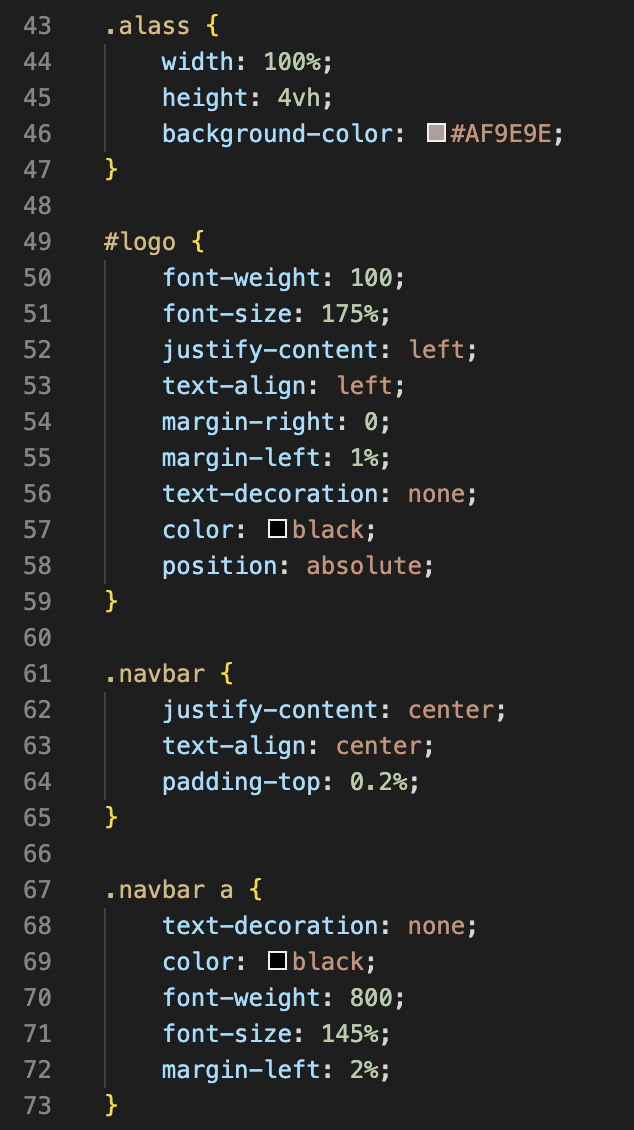 43 .alass {
44 width: 100%;
45 height: 4vh;
46 background-color: #AF9E9E;
47 }
48
49 #logo {
50 font-weight: 100;
51 font-size: 175%;
52 justify-content: left;
53 text-align: left;
54 margin-right: 0;
55 margin-left: 1%;
56 text-decoration: none;
57 color: black;
58 position: absolute;
59 }
60
61 .navbar {
62 justify-content: center;
63 text-align: center;
64 padding-top: 0.2%;
65 }
66
67 .navbar a {
68 text-decoration: none;
69 color: black;
70 font-weight: 800;
71 font-size: 145%;
72 margin-left: 2%;
73 }